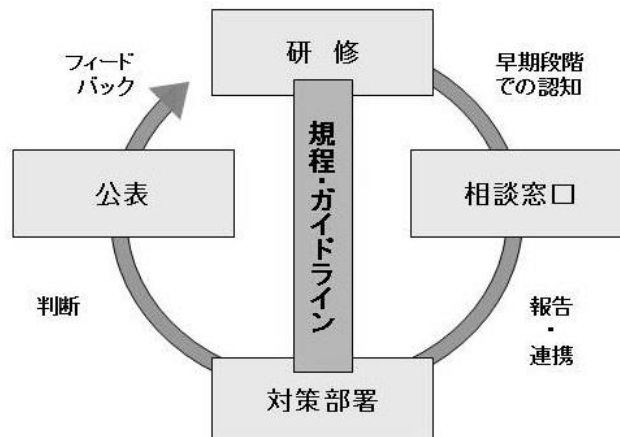 研修
フィード
バック
早期段階
での認知
規程・ガイドライン
公表
相談窓口
判断
報告
・
連携
対策部署